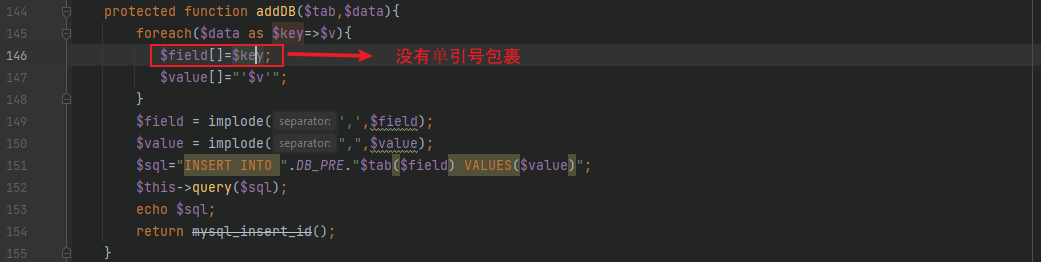 144 protected function addDB($tab,$data){
145 foreach($data as $key=>$v){
146 $field[]=$key; 没有单引号包裹
147 $value[]="'$v'";
148 }
149 $field = implode( separator: ',',$field);
150 $value = implode( separator: ",",$value);
151 $sql="INSERT INTO ".DB_PRE."$tab($field) VALUES($value)";
152 $this->query($sql);
153 echo $sql;
154 return mysql_insert_id();
155 }